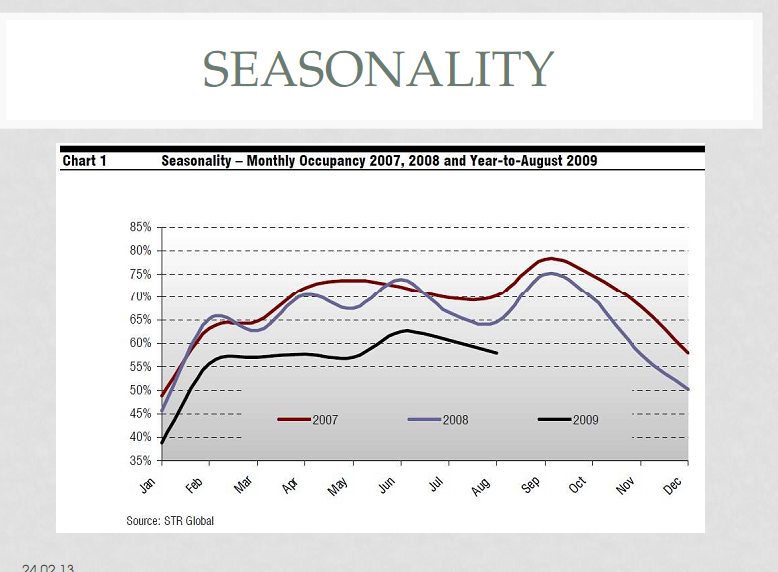 SEASONALITY
Chart 1 Seasonality – Monthly Occupancy 2007, 2008 and Year-to-August 2009
85%
80%
75%
70%
65%
60%
55%
50%
45%
40%
35%
2007 2008 2009
Jan Feb Mar Apr May Jun Jul Aug Sep Oct Nov Dec
Source: STR Global
24.02.13